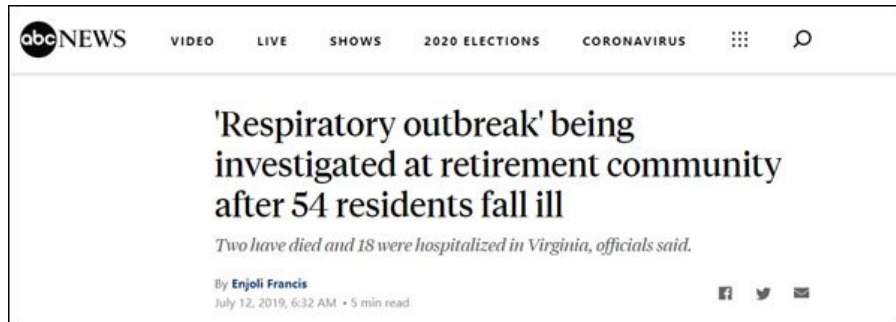 abc NEWS VIDEO LIVE SHOWS 2020 ELECTIONS CORONAVIRUS
'Respiratory outbreak' being
investigated at retirement community
after 54 residents fall ill
Two have died and 18 were hospitalized in Virginia, officials said.
By Enjoli Francis
July 12, 2019, 6:32 AM • 5 min read